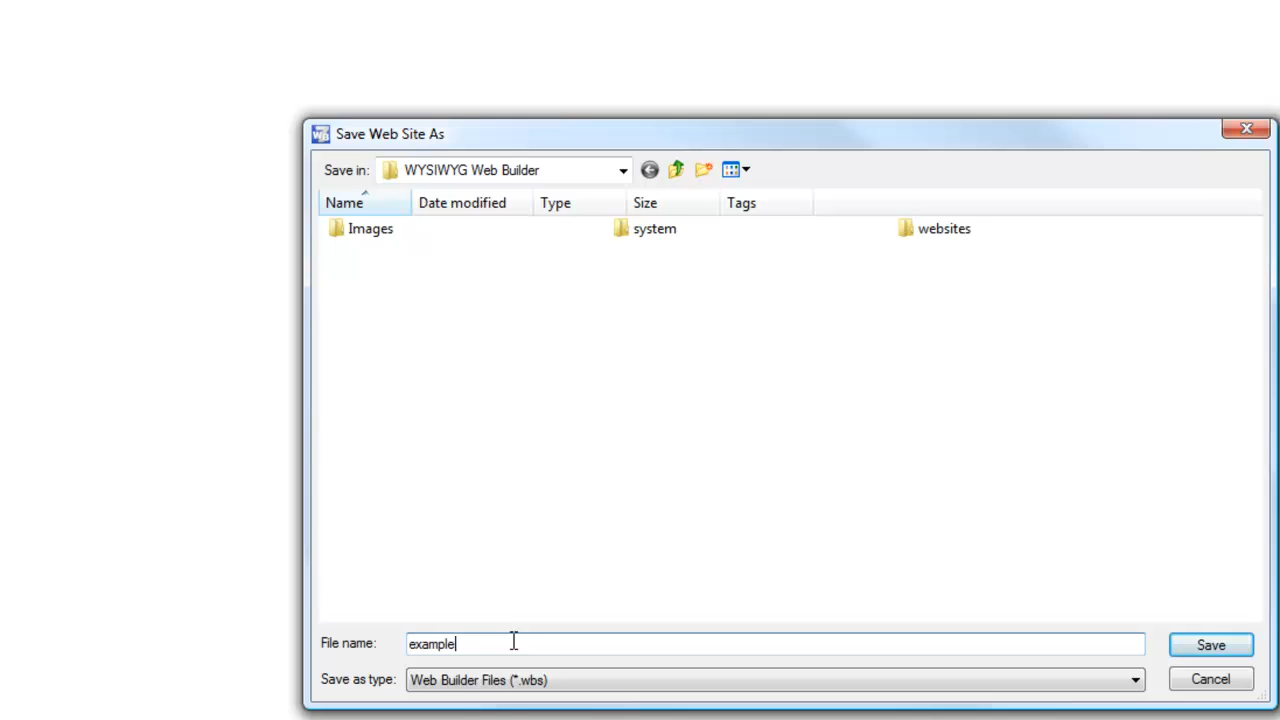 Save Web Site As
Save in: WYSIWYG Web Builder
Name Date modified Type Size Tags
Images system websites
File name: example Save
Save as type: Web Builder Files (*.wbs) Cancel